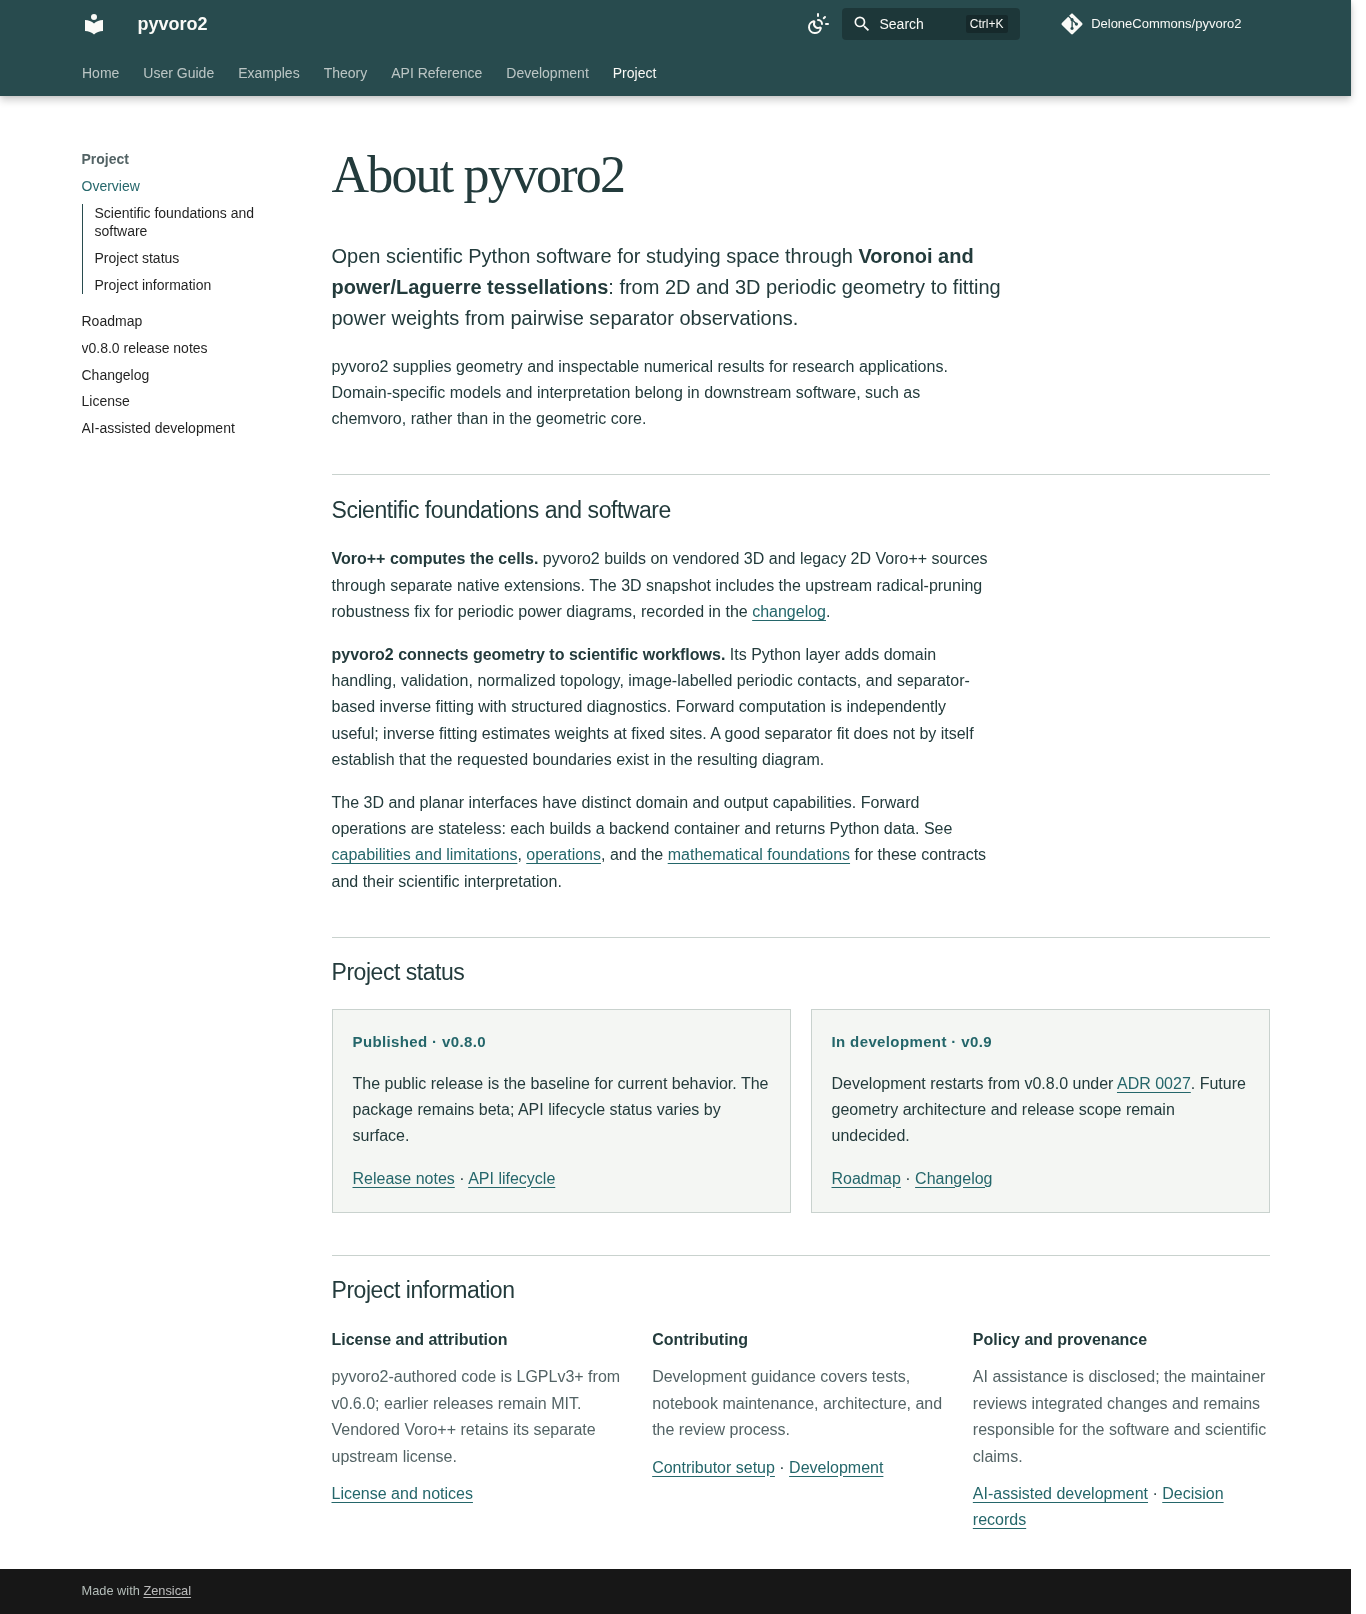 pyvoro2
Search
Ctrl+K
DeloneCommons/pyvoro2
Home
User Guide
Examples
Theory
API Reference
Development
Project
Project
Overview
Scientific foundations and
software
Project status
Project information
Roadmap
v0.8.0 release notes
Changelog
License
AI-assisted development
About pyvoro2
Open scientific Python software for studying space through Voronoi and
power/Laguerre tessellations: from 2D and 3D periodic geometry to fitting
power weights from pairwise separator observations.
pyvoro2 supplies geometry and inspectable numerical results for research applications.
Domain-specific models and interpretation belong in downstream software, such as
chemvoro, rather than in the geometric core.
Scientific foundations and software
Voro++ computes the cells. pyvoro2 builds on vendored 3D and legacy 2D Voro++ sources
through separate native extensions. The 3D snapshot includes the upstream radical-pruning
robustness fix for periodic power diagrams, recorded in the changelog.
pyvoro2 connects geometry to scientific workflows. Its Python layer adds domain
handling, validation, normalized topology, image-labelled periodic contacts, and separator-
based inverse fitting with structured diagnostics. Forward computation is independently
useful; inverse fitting estimates weights at fixed sites. A good separator fit does not by itself
establish that the requested boundaries exist in the resulting diagram.
The 3D and planar interfaces have distinct domain and output capabilities. Forward
operations are stateless: each builds a backend container and returns Python data. See
capabilities and limitations, operations, and the mathematical foundations for these contracts
and their scientific interpretation.
Project status
Published · v0.8.0
The public release is the baseline for current behavior. The
package remains beta; API lifecycle status varies by
surface.
Release notes · API lifecycle
In development · v0.9
Development restarts from v0.8.0 under ADR 0027. Future
geometry architecture and release scope remain
undecided.
Roadmap · Changelog
Project information
License and attribution
pyvoro2-authored code is LGPLv3+ from
v0.6.0; earlier releases remain MIT.
Vendored Voro++ retains its separate
upstream license.
License and notices
Contributing
Development guidance covers tests,
notebook maintenance, architecture, and
the review process.
Contributor setup · Development
Policy and provenance
AI assistance is disclosed; the maintainer
reviews integrated changes and remains
responsible for the software and scientific
claims.
AI-assisted development · Decision
records
Made with Zensical